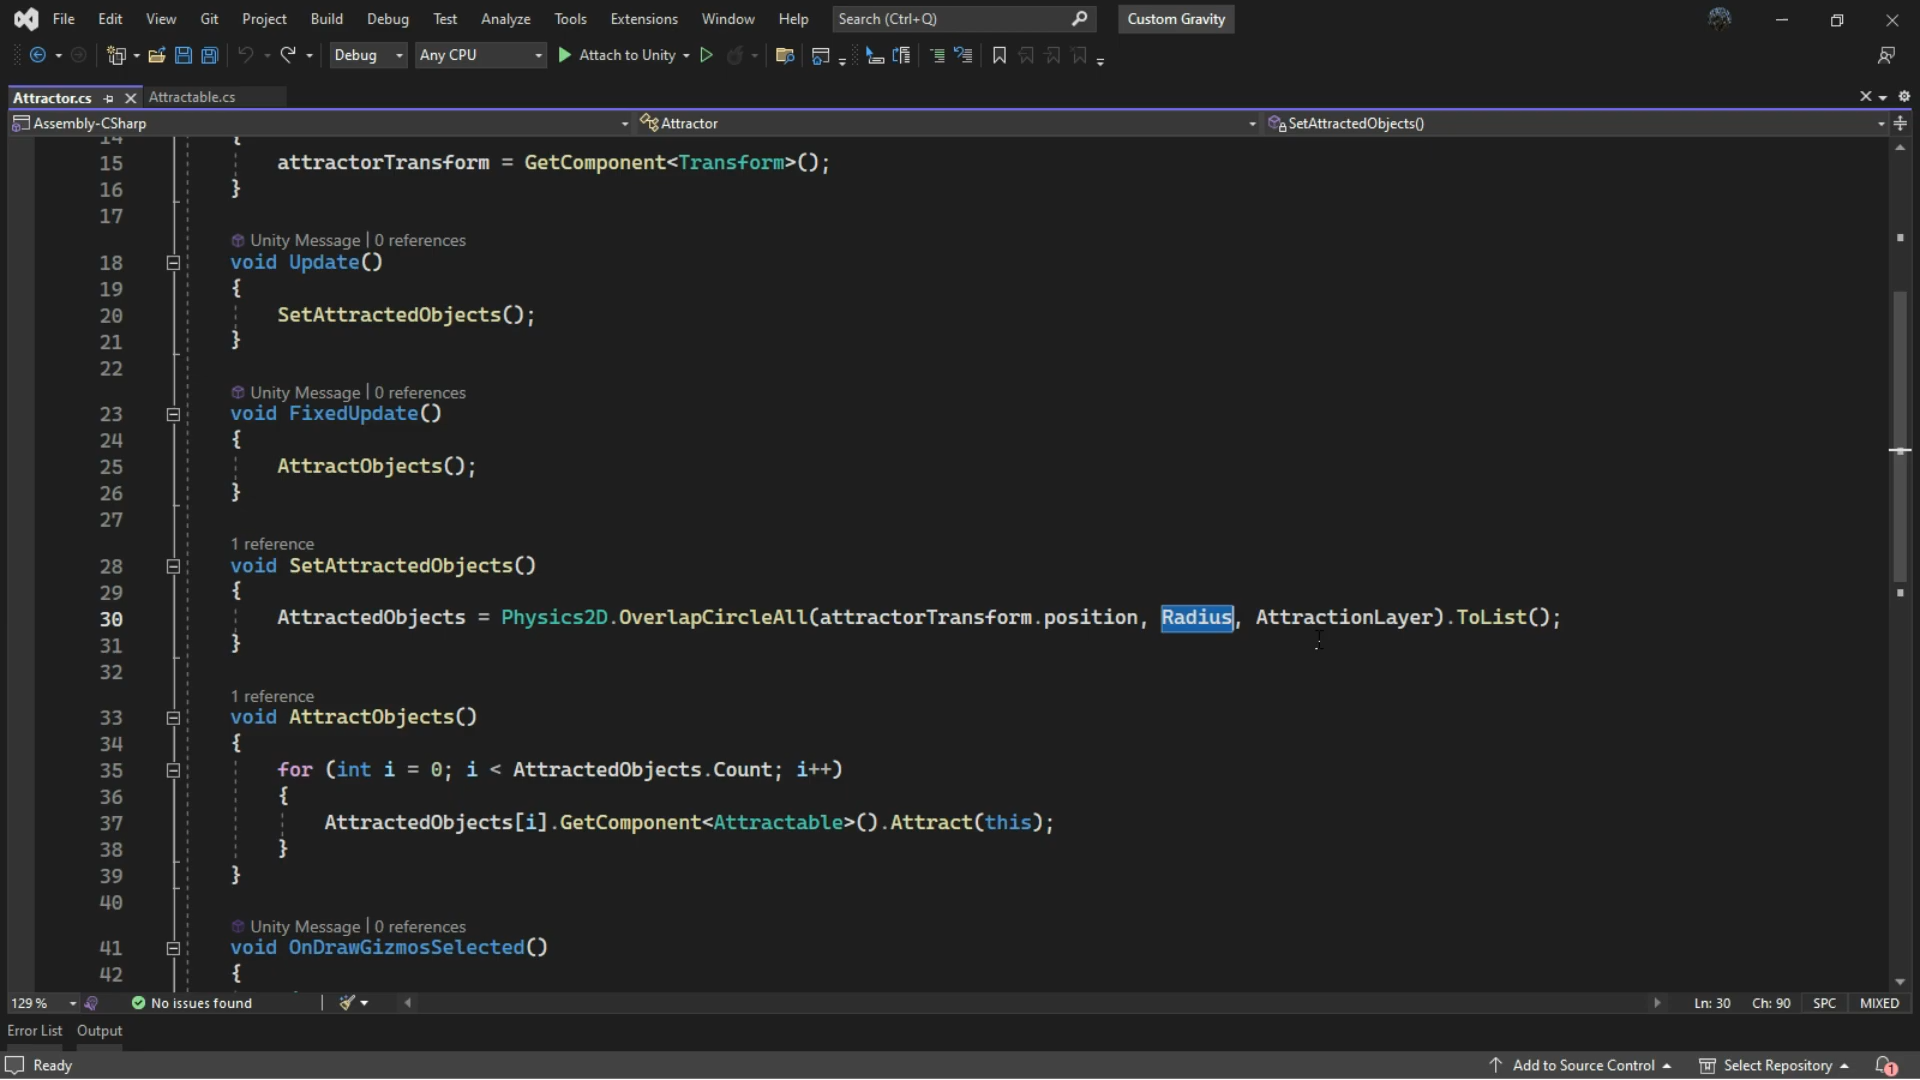 File Edit View Git Project Build Debug Test Analyze Tools Extensions Window Help Search (Ctrl+Q) Custom Gravity
Debug Any CPU Attach to Unity
Attractor.cs Attractable.cs
Assembly-CSharp Attractor SetAttractedObjects()
14 {
15 attractorTransform = GetComponent<Transform>();
16 }
17
Unity Message | 0 references
18 void Update()
19 {
20 SetAttractedObjects();
21 }
22
Unity Message | 0 references
23 void FixedUpdate()
24 {
25 AttractObjects();
26 }
27
1 reference
28 void SetAttractedObjects()
29 {
30 AttractedObjects = Physics2D.OverlapCircleAll(attractorTransform.position, Radius, AttractionLayer).ToList();
31 }
32
1 reference
33 void AttractObjects()
34 {
35 for (int i = 0; i < AttractedObjects.Count; i++)
36 {
37 AttractedObjects[i].GetComponent<Attractable>().Attract(this);
38 }
39 }
40
Unity Message | 0 references
41 void OnDrawGizmosSelected()
42 {
129 % No issues found Ln: 30 Ch: 90 SPC MIXED
Error List Output
Ready Add to Source Control Select Repository 1